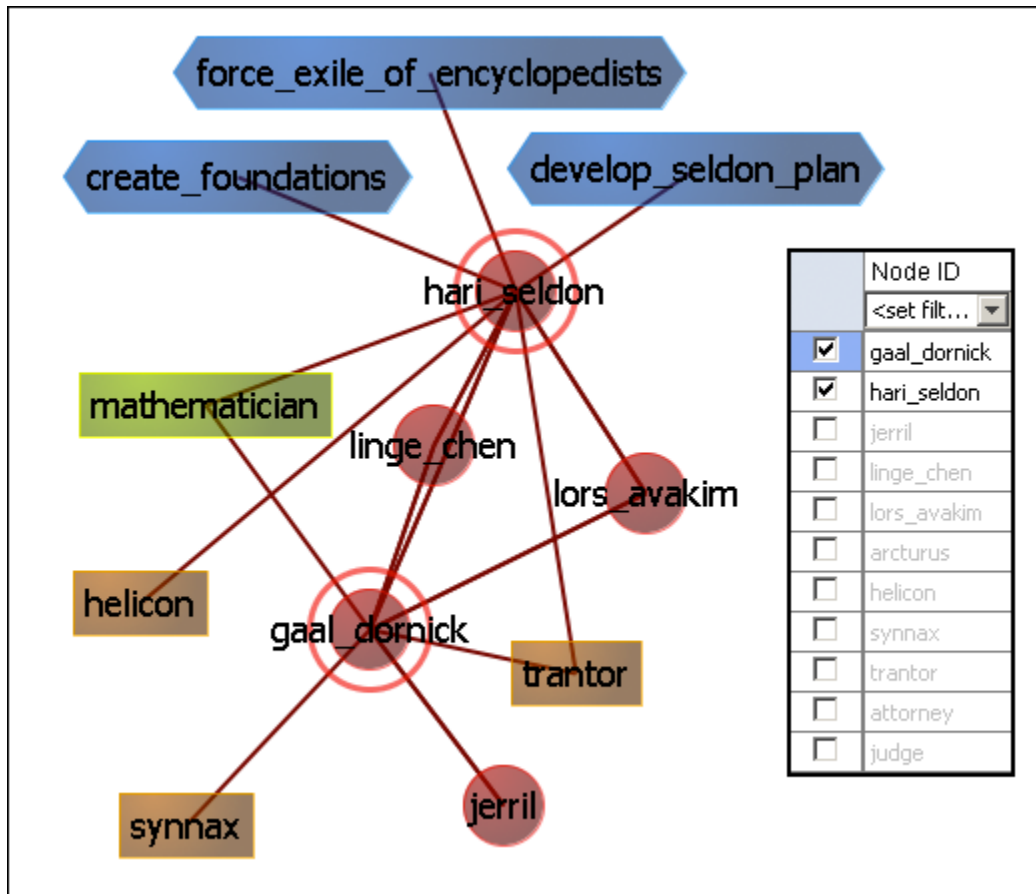 force_exile_of_encyclopedists
create_foundations
develop_seldon_plan
hari_seldon
mathematician
linge_chen
lors_avakim
helicon
gaal_dornick
trantor
synnax
jerril
Node ID
<set filt...
gaal_dornick
hari_seldon
jerril
linge_chen
lors_avakim
arcturus
helicon
synnax
trantor
attorney
judge